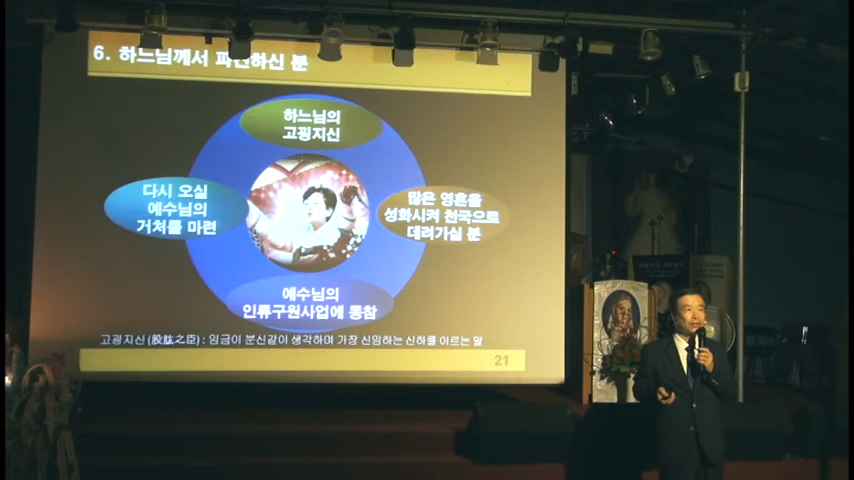 6. 하느님께서 파견하신 분
하느님의
고굉지신
다시 오실
예수님의
거처를 마련
많은 영혼을
성화시켜 천국으로
데려가실 분
예수님의
인류구원사업에 동참
고굉지신(股肱之臣) : 임금이 분신같이 생각하며 가장 신임하는 신하를 이르는 말
21